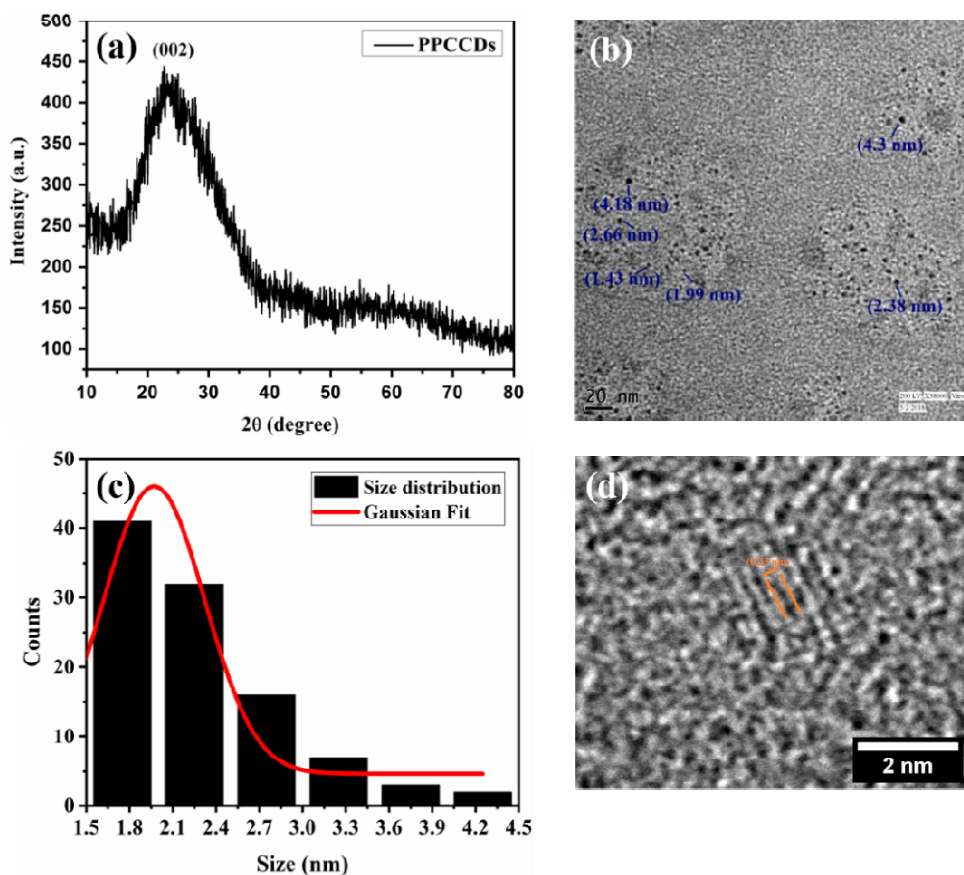 (a)
(002)
PPCCDs
500
450
400
350
300
250
200
150
100
Intensity (a.u.)
10 20 30 40 50 60 70 80
2θ (degree)
(b)
(4.3 nm)
(4.18 nm)
(2.66 nm)
(1.43 nm)
(1.99 nm)
(2.38 nm)
20 nm
(c)
Size distribution
Gaussian Fit
50
40
30
20
10
0
Counts
1.5 1.8 2.1 2.4 2.7 3.0 3.3 3.6 3.9 4.2 4.5
Size (nm)
(d)
2 nm